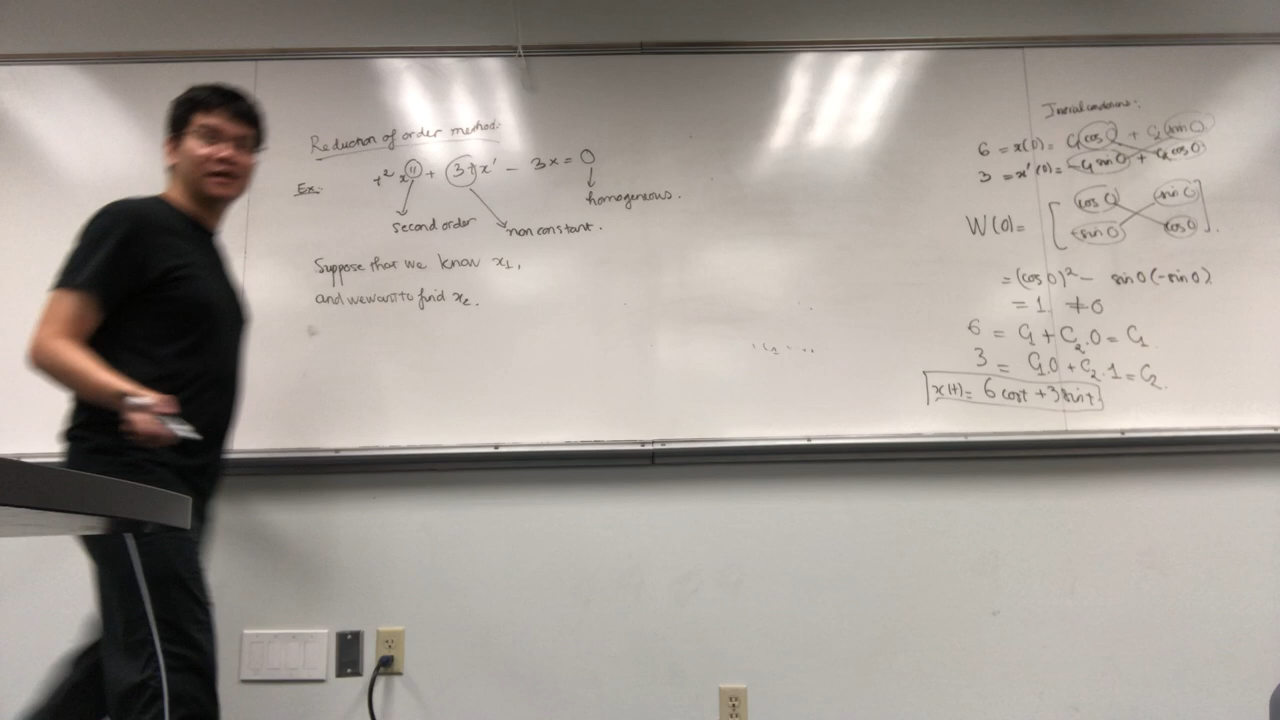 Reduction of order method:
Ex: t² x'' + 3tx' - 3x = 0
second order
non constant.
homogeneous.
Suppose that we know x₁,
and we want to find x₂.
Initial conditions:
6 = x(0) = C₁ cos 0 + C₂ sin 0
3 = x'(0) = -C₁ sin 0 + C₂ cos 0
W(0) = [ cos 0 sin 0
-sin 0 cos 0 ].
= (cos 0)² - sin 0 (-sin 0)
= 1 ≠ 0
6 = C₁ + C₂.0 = C₁
3 = C₁.0 + C₂.1 = C₂.
x(t) = 6 cos t + 3 sin t